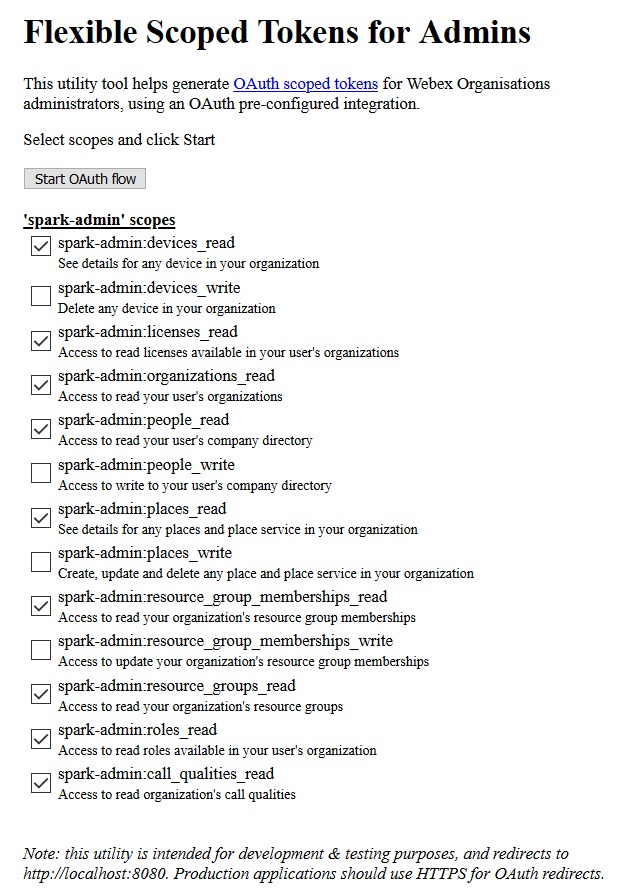 Flexible Scoped Tokens for Admins
This utility tool helps generate OAuth scoped tokens for Webex Organisations
administrators, using an OAuth pre-configured integration.
Select scopes and click Start
Start OAuth flow
'spark-admin' scopes
spark-admin:devices_read
See details for any device in your organization
spark-admin:devices_write
Delete any device in your organization
spark-admin:licenses_read
Access to read licenses available in your user's organizations
spark-admin:organizations_read
Access to read your user's organizations
spark-admin:people_read
Access to read your user's company directory
spark-admin:people_write
Access to write to your user's company directory
spark-admin:places_read
See details for any places and place service in your organization
spark-admin:places_write
Create, update and delete any place and place service in your organization
spark-admin:resource_group_memberships_read
Access to read your organization's resource group memberships
spark-admin:resource_group_memberships_write
Access to update your organization's resource group memberships
spark-admin:resource_groups_read
Access to read your organization's resource groups
spark-admin:roles_read
Access to read roles available in your user's organization
spark-admin:call_qualities_read
Access to read organization's call qualities
Note: this utility is intended for development & testing purposes, and redirects to
http://localhost:8080. Production applications should use HTTPS for OAuth redirects.